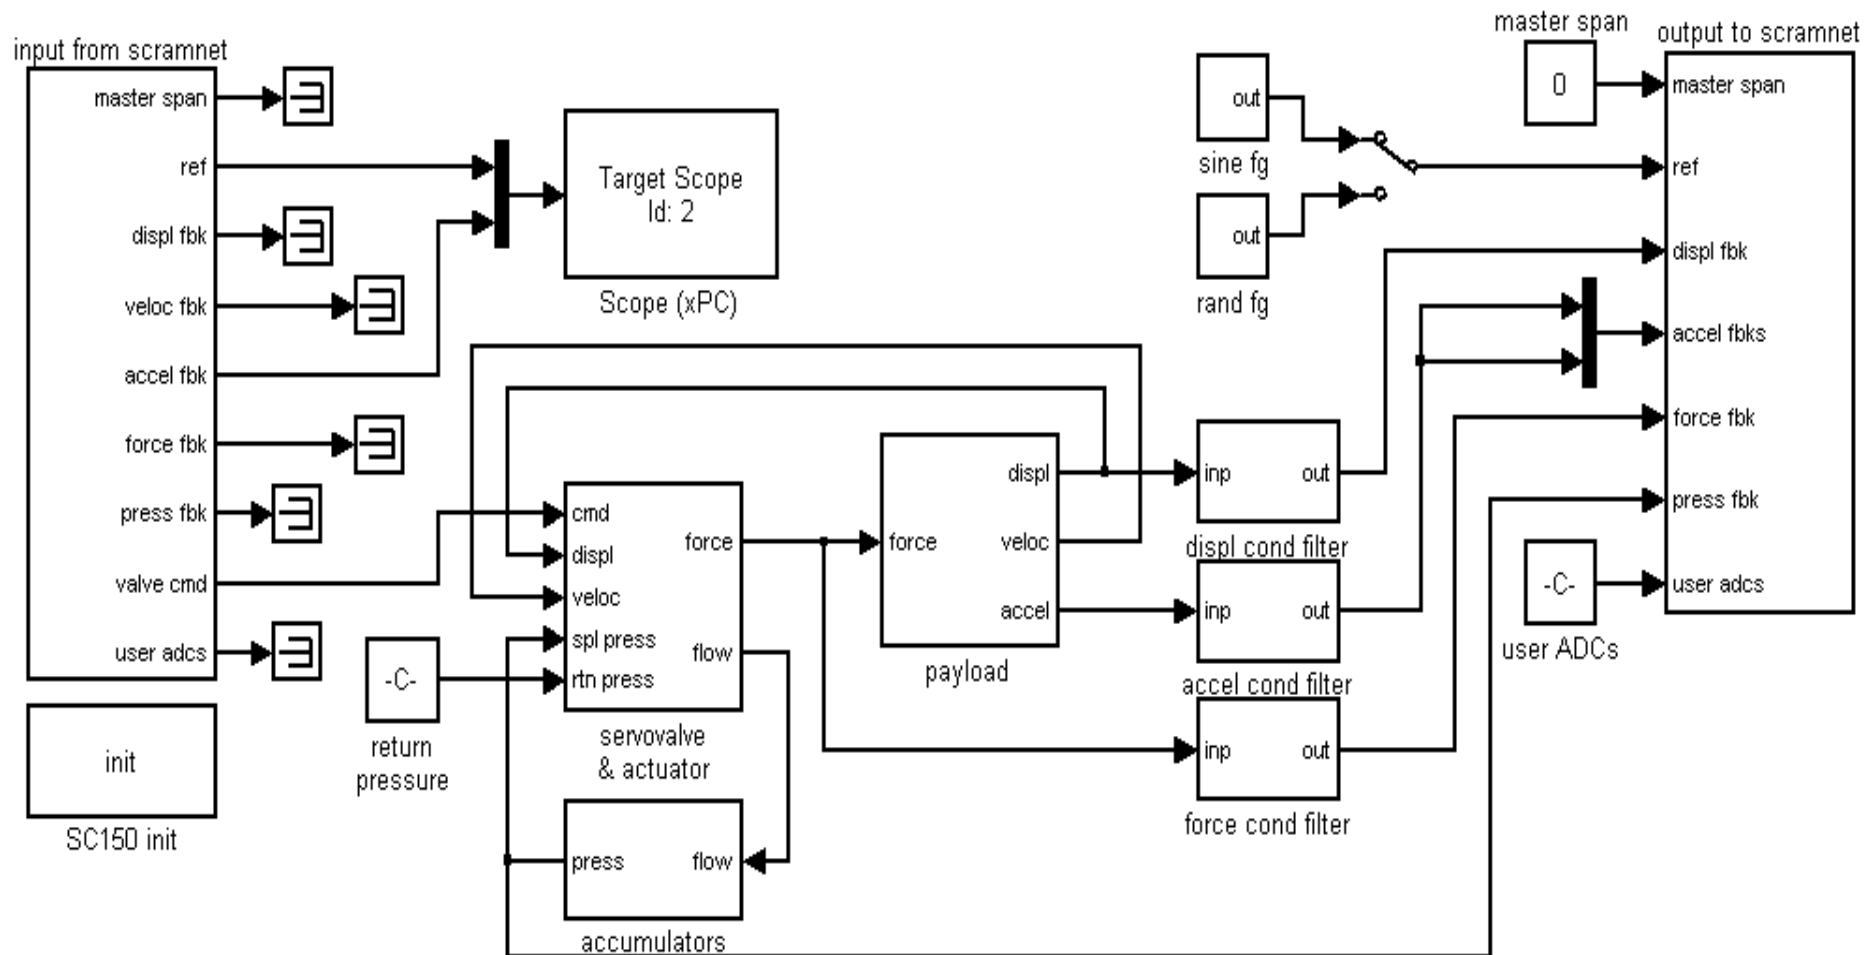 input from scramnet
master span
ref
displ fbk
veloc fbk
accel fbk
force fbk
press fbk
valve cmd
user adcs
init
SC150 init
Target Scope
Id: 2
Scope (xPC)
-C-
return
pressure
cmd
displ
veloc
spl press
rtn press
force
flow
servovalve
& actuator
press
flow
accumulators
force
displ
veloc
accel
payload
out
sine fg
out
rand fg
inp
out
displ cond filter
inp
out
accel cond filter
inp
out
force cond filter
master span
0
-C-
user ADCs
output to scramnet
master span
ref
displ fbk
accel fbks
force fbk
press fbk
user adcs